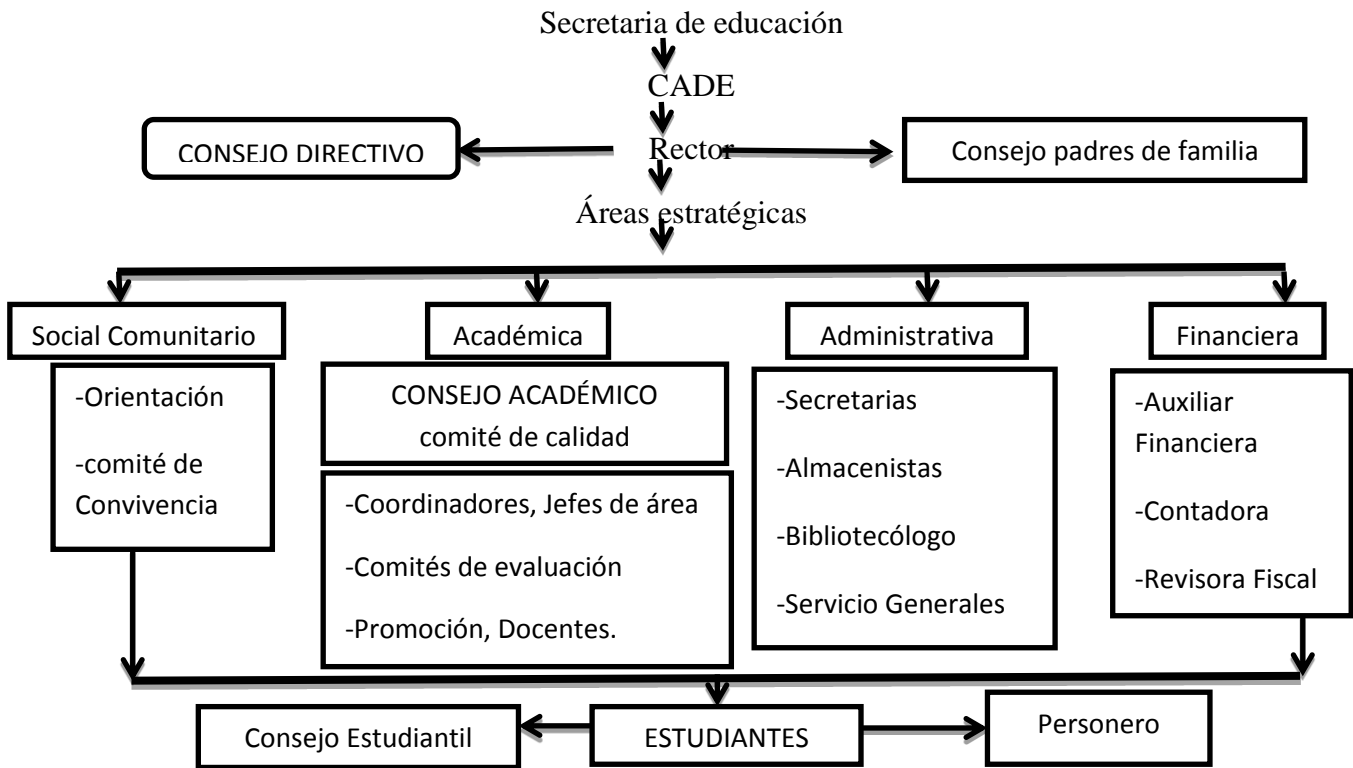 Secretaria de educación
CADE
CONSEJO DIRECTIVO
Rector
Consejo padres de familia
Áreas estratégicas
Social Comunitario
Académica
Administrativa
Financiera
-Orientación
-comité de
Convivencia
CONSEJO ACADÉMICO
comité de calidad
-Coordinadores, Jefes de área
-Comités de evaluación
-Promoción, Docentes.
-Secretarias
-Almacenistas
-Bibliotecólogo
-Servicio Generales
-Auxiliar
Financiera
-Contadora
-Revisora Fiscal
Consejo Estudiantil
ESTUDIANTES
Personero